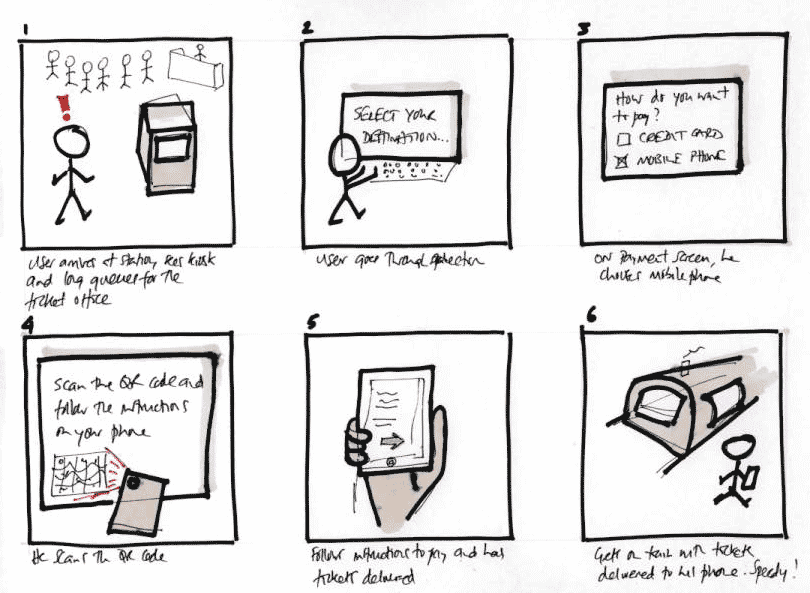 1
!
User arrives at station, sees kiosk
and long queues for the
ticket office
2
SELECT YOUR
DESTINATION...
User goes through selection
3
How do you want
to pay?
CREDIT CARD
MOBILE PHONE
On payment screen, he
chooses mobile phone
4
Scan the QR code and
follow the instructions
on your phone
He scans the QR code
5
Follows instructions to pay and has
tickets delivered
6
Gets on train with tickets
delivered to his phone. Speedy!